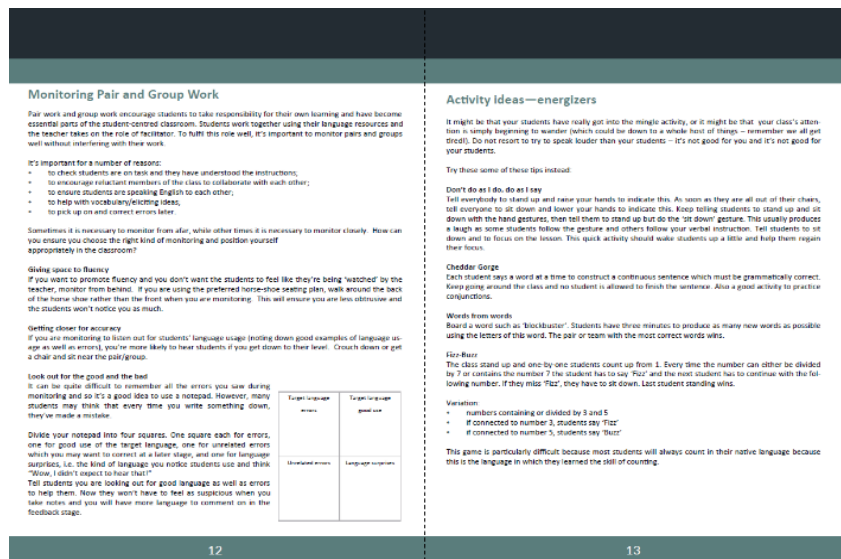 Monitoring Pair and Group Work
Pair work and group work encourage students to take responsibility for their own learning and have become
essential parts of the student-centred classroom. Students work together using their language resources and
the teacher takes on the role of facilitator. To fulfil this role well, it's important to monitor pairs and groups
well without interfering with their work.
It's important for a number of reasons:
• to check students are on task and they have understood the instructions;
• to encourage reluctant members of the class to collaborate with each other;
• to ensure students are speaking English to each other;
• to help with vocabulary/eliciting ideas;
• to pick up on and correct errors later.
Sometimes it is necessary to monitor from afar, while other times it is necessary to monitor closely. How can
you ensure you choose the right kind of monitoring and position yourself
appropriately in the classroom?
Giving space to fluency
If you want to promote fluency and you don't want the students to feel like they're being 'watched' by the
teacher, monitor from behind. If you are using the preferred horse-shoe seating plan, walk around the back
of the horse shoe rather than the front when you are monitoring. This will ensure you are less obtrusive and
the students won't notice you as much.
Getting closer for accuracy
If you are monitoring to listen out for students' language usage (noting down good examples of language us-
age as well as errors), you're more likely to hear students if you get down to their level. Crouch down or get
a chair and sit near the pair/group.
Look out for the good and the bad
It can be quite difficult to remember all the errors you saw during
monitoring and so it's a good idea to use a notepad. However, many
students may think that every time you write something down,
they've made a mistake.
Divide your notepad into four squares. One square each for errors,
one for good use of the target language, one for unrelated errors
which you may want to correct at a later stage, and one for language
surprises, i.e. the kind of language you notice students use and think
"Wow, I didn't expect to hear that!"
Tell students you are looking out for good language as well as errors
to help them. Now they won't have to feel as suspicious when you
take notes and you will have more language to comment on in the
feedback stage.
Target language
errors
Target language
good use
Unrelated errors
Language surprises
12
Activity ideas—energizers
It might be that your students have really got into the mingle activity, or it might be that your class's atten-
tion is simply beginning to wander (which could be down to a whole host of things – remember we all get
tired!). Do not resort to try to speak louder than your students – it's not good for you and it's not good for
your students.
Try these some of these tips instead:
Don't do as I do, do as I say
Tell everybody to stand up and raise your hands to indicate this. As soon as they are all out of their chairs,
tell everyone to sit down and lower your hands to indicate this. Keep telling students to stand up and sit
down with the hand gestures, then tell them to stand up but do the 'sit down' gesture. This usually produces
a laugh as some students follow the gesture and others follow your verbal instruction. Tell students to sit
down and to focus on the lesson. This quick activity should wake students up a little and help them regain
their focus.
Cheddar Gorge
Each student says a word at a time to construct a continuous sentence which must be grammatically correct.
Keep going around the class and no student is allowed to finish the sentence. Also a good activity to practice
conjunctions.
Words from words
Board a word such as 'blockbuster'. Students have three minutes to produce as many new words as possible
using the letters of this word. The pair or team with the most correct words wins.
Fizz-Buzz
The class stand up and one-by-one students count up from 1. Every time the number can either be divided
by 7 or contains the number 7 the student has to say 'Fizz' and the next student has to continue with the fol-
lowing number. If they miss 'Fizz', they have to sit down. Last student standing wins.
Variation
• numbers containing or divided by 3 and 5
• if connected to number 3, students say 'Fizz'
• if connected to number 5, students say 'Buzz'
This game is particularly difficult because most students will always count in their native language because
this is the language in which they learned the skill of counting.
13